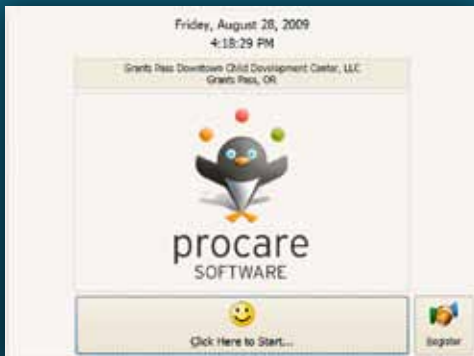 Friday, August 28, 2009
4:18:29 PM
Grants Pass Downtown Child Development Center, LLC
Grants Pass, OR
procare
SOFTWARE
Click Here to Start...
Register